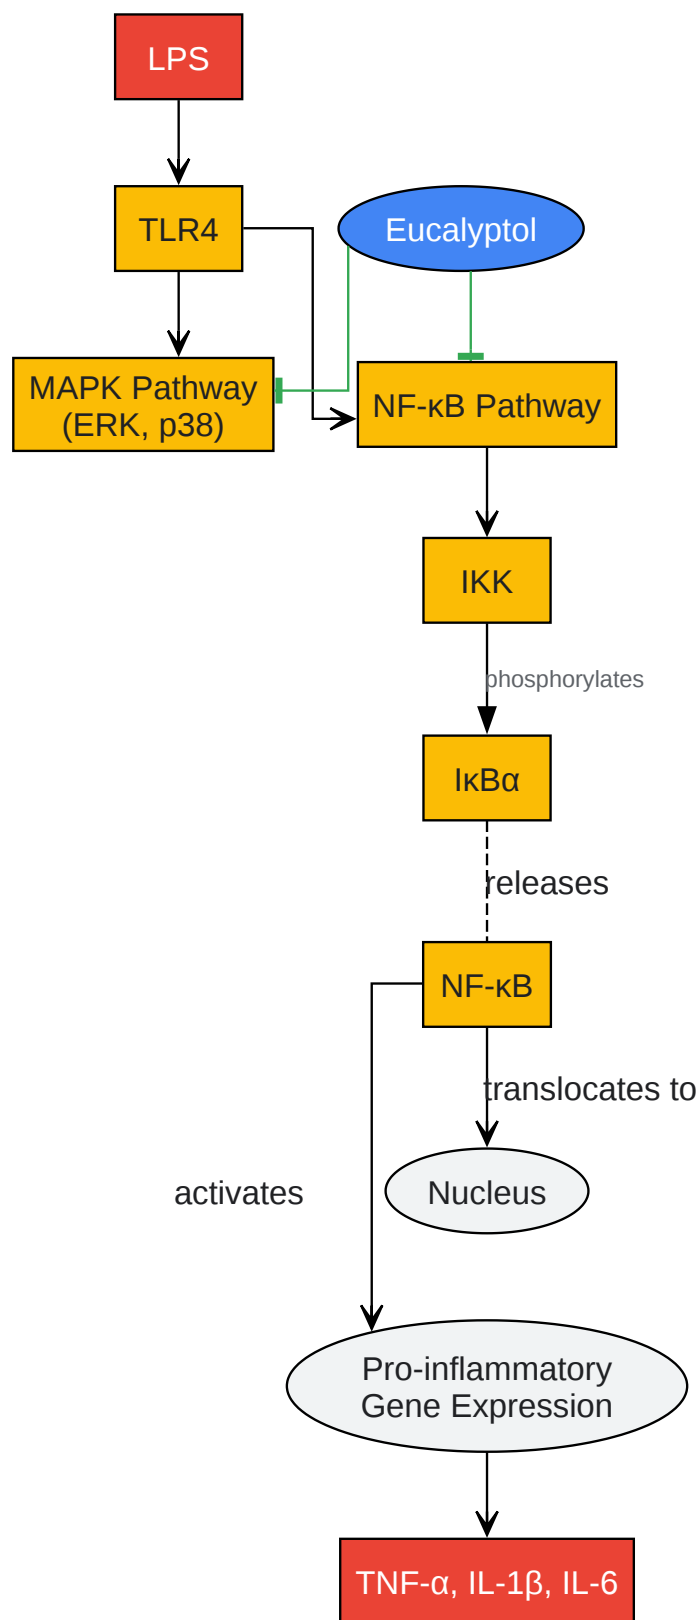 LPS
TLR4
Eucalyptol
MAPK Pathway
(ERK, p38)
NF-κB Pathway
IKK
phosphorylates
IκBα
releases
NF-κB
translocates to
activates
Nucleus
Pro-inflammatory
Gene Expression
TNF-α, IL-1β, IL-6